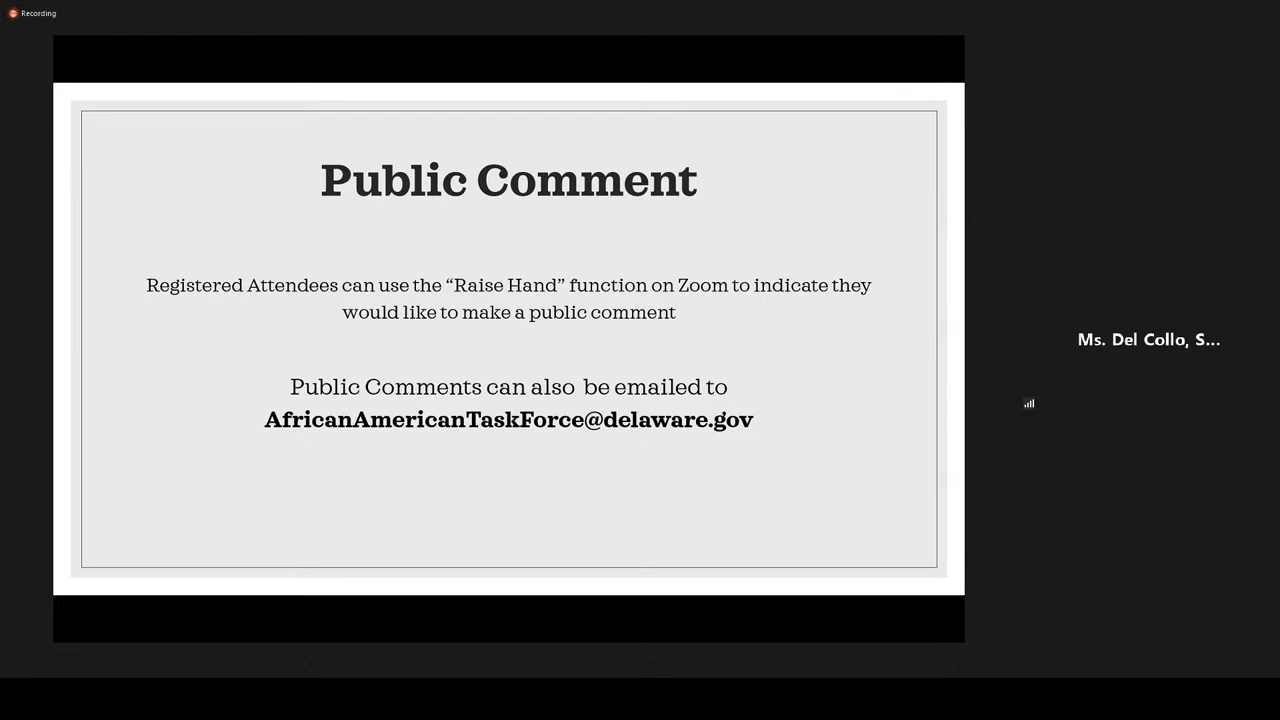 Recording
Public Comment
Registered Attendees can use the “Raise Hand” function on Zoom to indicate they
would like to make a public comment
Public Comments can also be emailed to
AfricanAmericanTaskForce@delaware.gov
Ms. Del Collo, S...